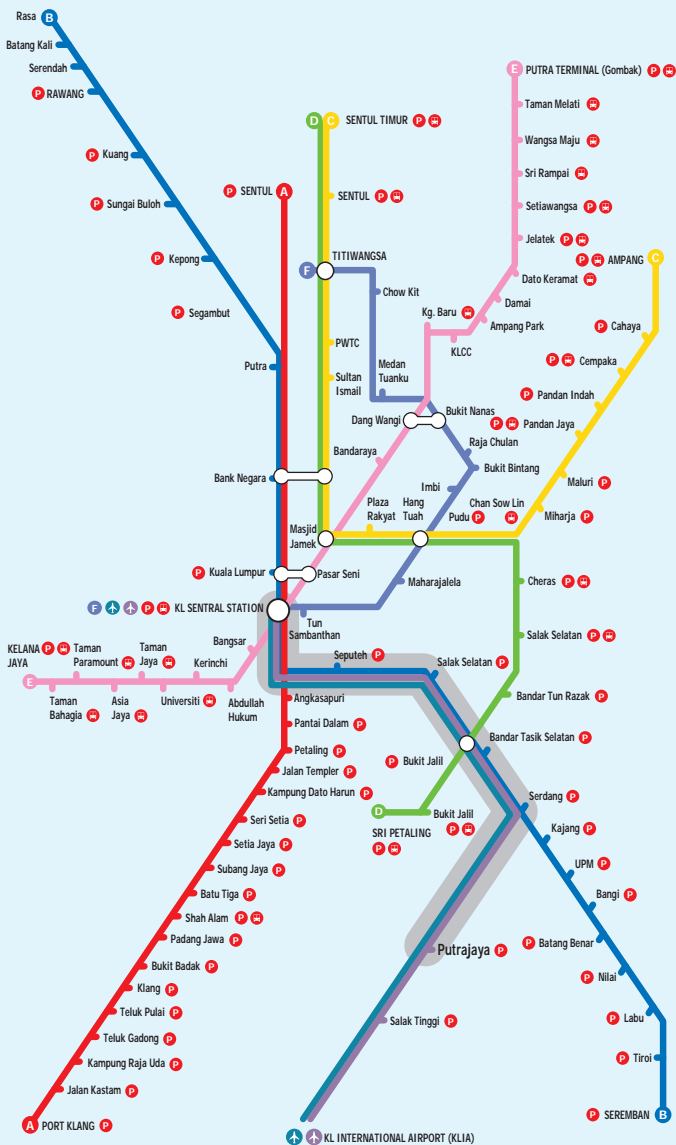 Rasa B
Batang Kali
Serendah
P RAWANG
P Kuang
P Sungai Buloh
P Kepong
P Segambut
Putra
Bank Negara
P Kuala Lumpur
F P KL SENTRAL STATION
P SENTUL A
D C SENTUL TIMUR P
SENTUL P
TITIWANGSA
F
Chow Kit
PWTC
Sultan
Ismail
Medan
Tuanku
Kg. Baru
KLCC
Ampang Park
Damai
Dato Keramat
Jelatek P
Setiawangsa P
Sri Rampai
Wangsa Maju
Taman Melati
E PUTRA TERMINAL (Gombak) P
P AMPANG C
P Cahaya
P Cempaka
P Pandan Indah
P Pandan Jaya
Maluri P
Miharja P
Chan Sow Lin
Pudu P
Dang Wangi
Bukit Nanas
Raja Chulan
Bukit Bintang
Imbi
Bandaraya
Plaza
Rakyat
Hang
Tuah
Masjid
Jamek
Pasar Seni
Maharajalela
Tun
Sambanthan
Cheras P
Salak Selatan P
Bandar Tun Razak P
Seputeh P
Salak Selatan P
Bandar Tasik Selatan P
P Bukit Jalil
Bukit Jalil
P
D
SRI PETALING
P
KELANA P
JAYA
E
Taman
Paramount
Taman
Jaya
Kerinchi
Bangsar
Taman
Bahagia
Asia
Jaya
Universiti
Abdullah
Hukum
Angkasapuri
Pantai Dalam P
Petaling P
Jalan Templer P
Kampung Dato Harun P
Seri Setia P
Setia Jaya P
Subang Jaya P
Batu Tiga P
Shah Alam P
Padang Jawa P
Bukit Badak P
Klang P
Teluk Pulai P
Teluk Gadong P
Kampung Raja Uda P
Jalan Kastam P
A PORT KLANG P
Serdang P
Kajang P
UPM P
Bangi P
P Batang Benar
P Nilai
P Labu
P Tiroi
P SEREMBAN B
Putrajaya P
Salak Tinggi P
KL INTERNATIONAL AIRPORT (KLIA)